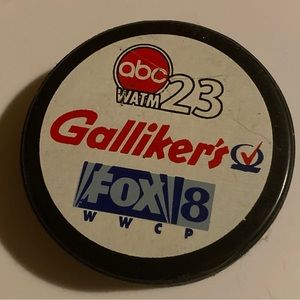 abc
WATM 23
Galliker's
FOX 8
WWCP